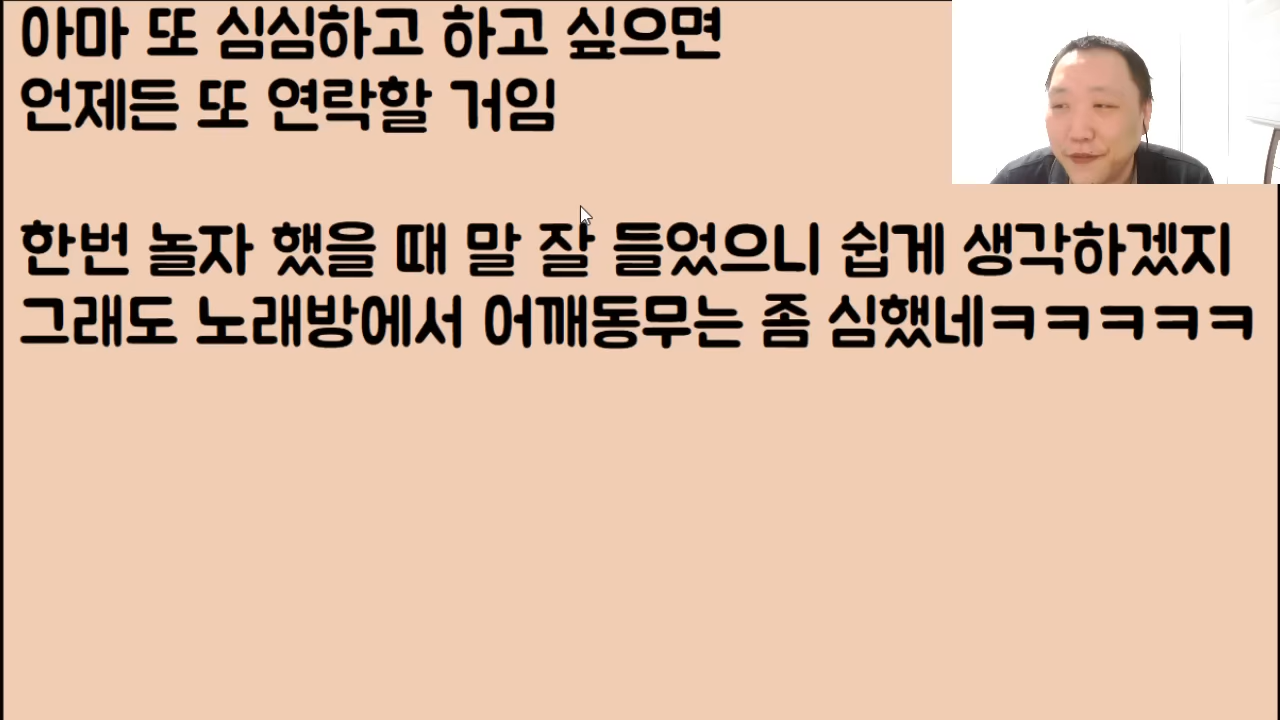 아마 또 심심하고 하고 싶으면
언제든 또 연락할 거임
한번 놀자 했을 때 말 잘 들었으니 쉽게 생각하겠지
그래도 노래방에서 어깨동무는 좀 심했네ㅋㅋㅋㅋㅋ